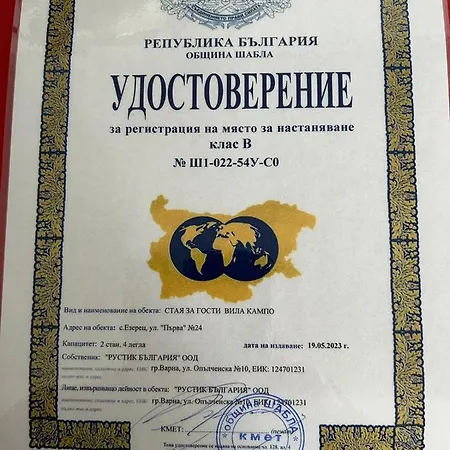 РЕПУБЛИКА БЪЛГАРИЯ
ОБЩИНА ШАБЛА
УДОСТОВЕРЕНИЕ
за регистрация на място за настаняване
клас В
№ Ш1-022-54У-С0
Вид и наименование на обекта: СТАЯ ЗА ГОСТИ ВИЛА КАМПО
Адрес на обекта: с.Езерец, ул. "Първа" №24
Капацитет: 2 стаи, 4 легла дата на издаване: 19.05.2023 г.
Собственик: "РУСТИК БЪЛГАРИЯ" ООД
гр.Варна, ул. Опълченска №10, ЕИК: 124701231
Лице, извършващо дейност в обекта: "РУСТИК БЪЛГАРИЯ" ООД
гр.Варна, ул. Опълченска №10, ЕИК: 124701231
КМЕТ:
ОБЩИНА ШАБЛА
КМЕТ